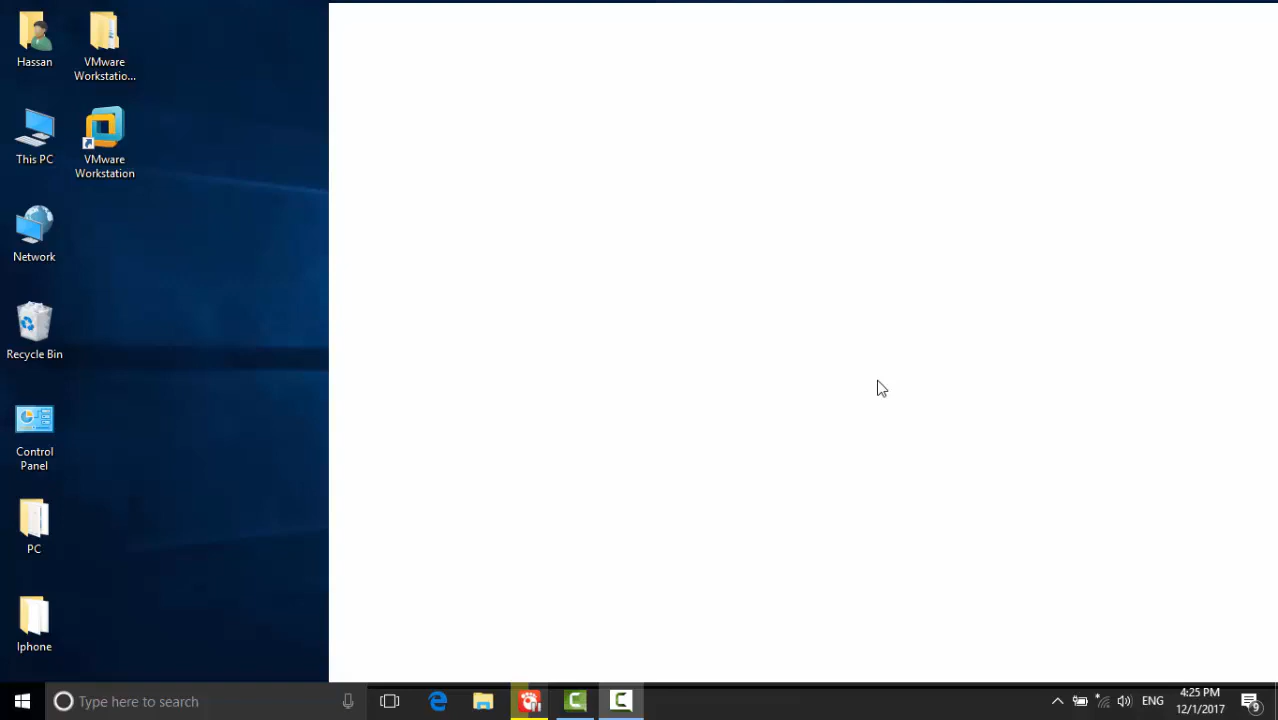 Hassan
VMware
Workstatio...
This PC
VMware
Workstation
Network
Recycle Bin
Control
Panel
PC
Iphone
Type here to search
ENG
4:25 PM
12/1/2017
9